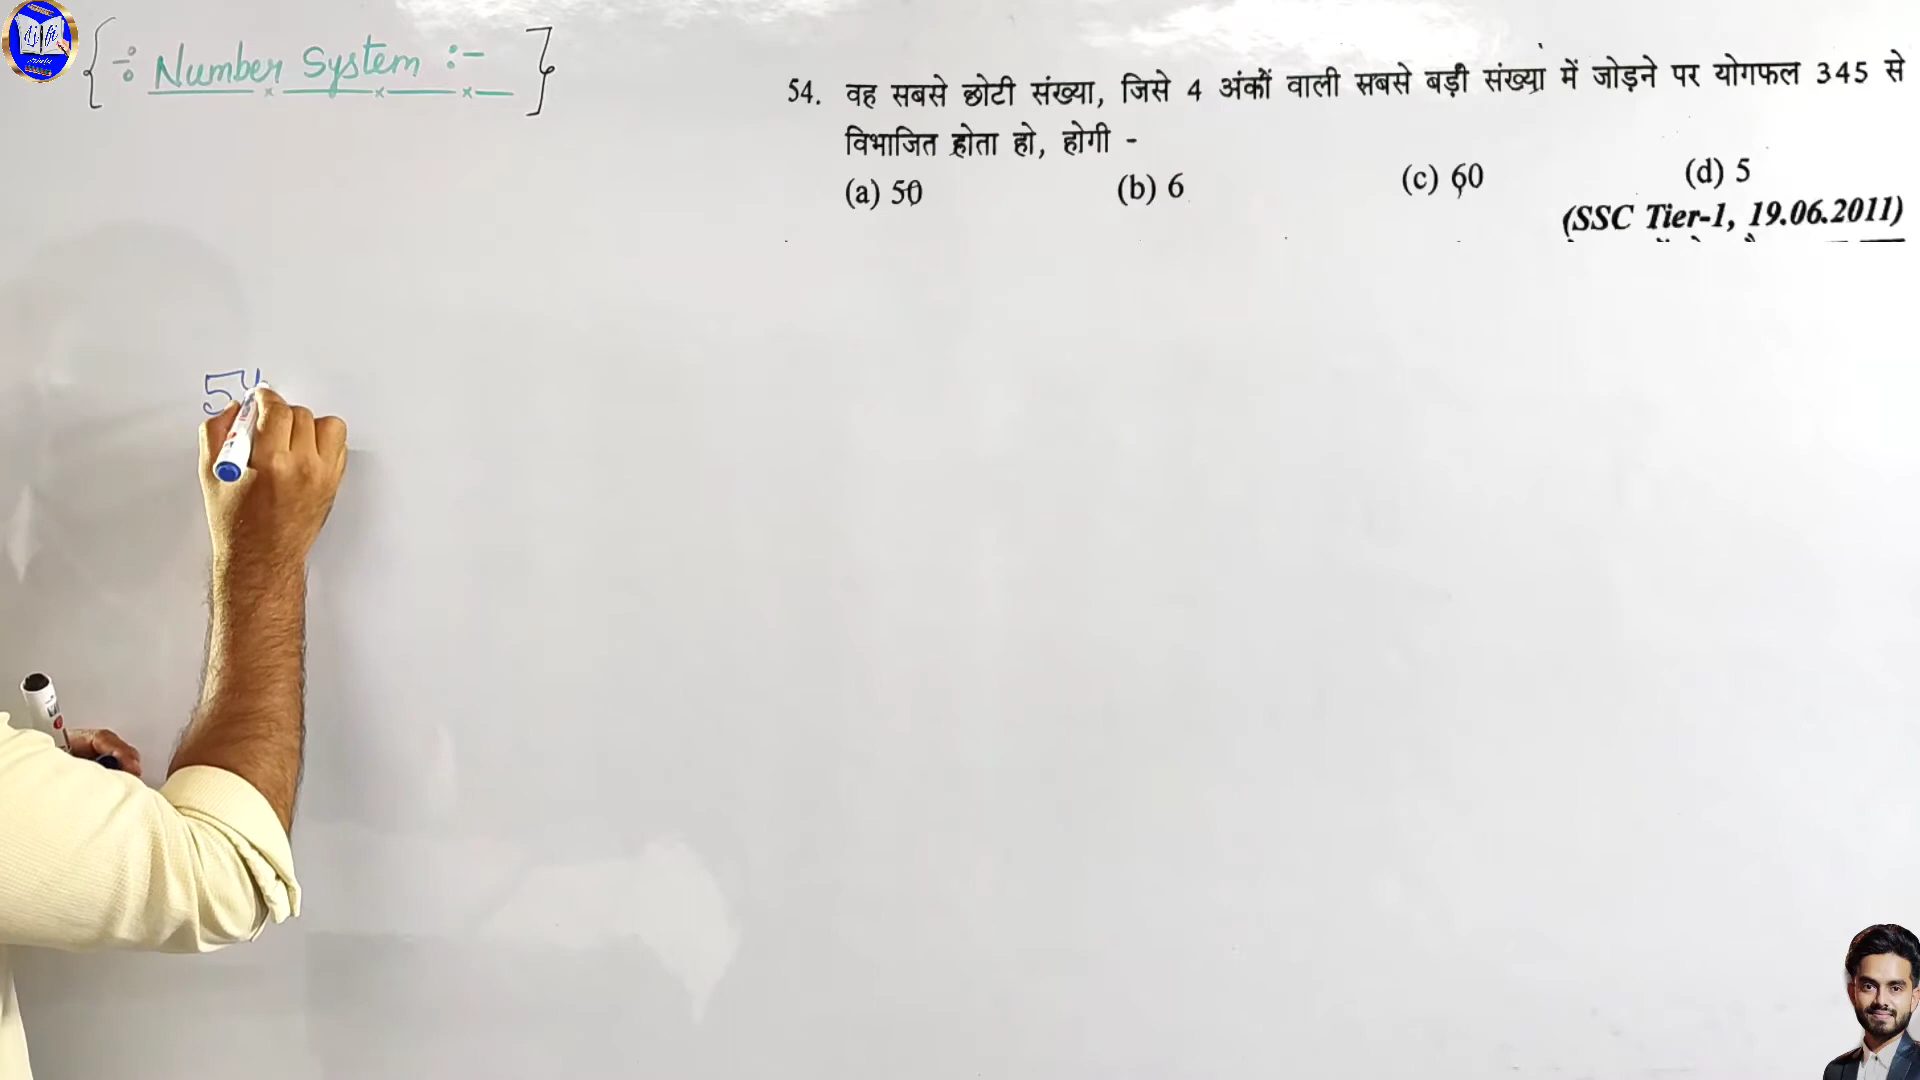 ÷ Number System :-
54. वह सबसे छोटी संख्या, जिसे 4 अंकों वाली सबसे बड़ी संख्या में जोड़ने पर योगफल 345 से
विभाजित होता हो, होगी -
(a) 50 (b) 6 (c) 60 (d) 5
(SSC Tier-1, 19.06.2011)
54